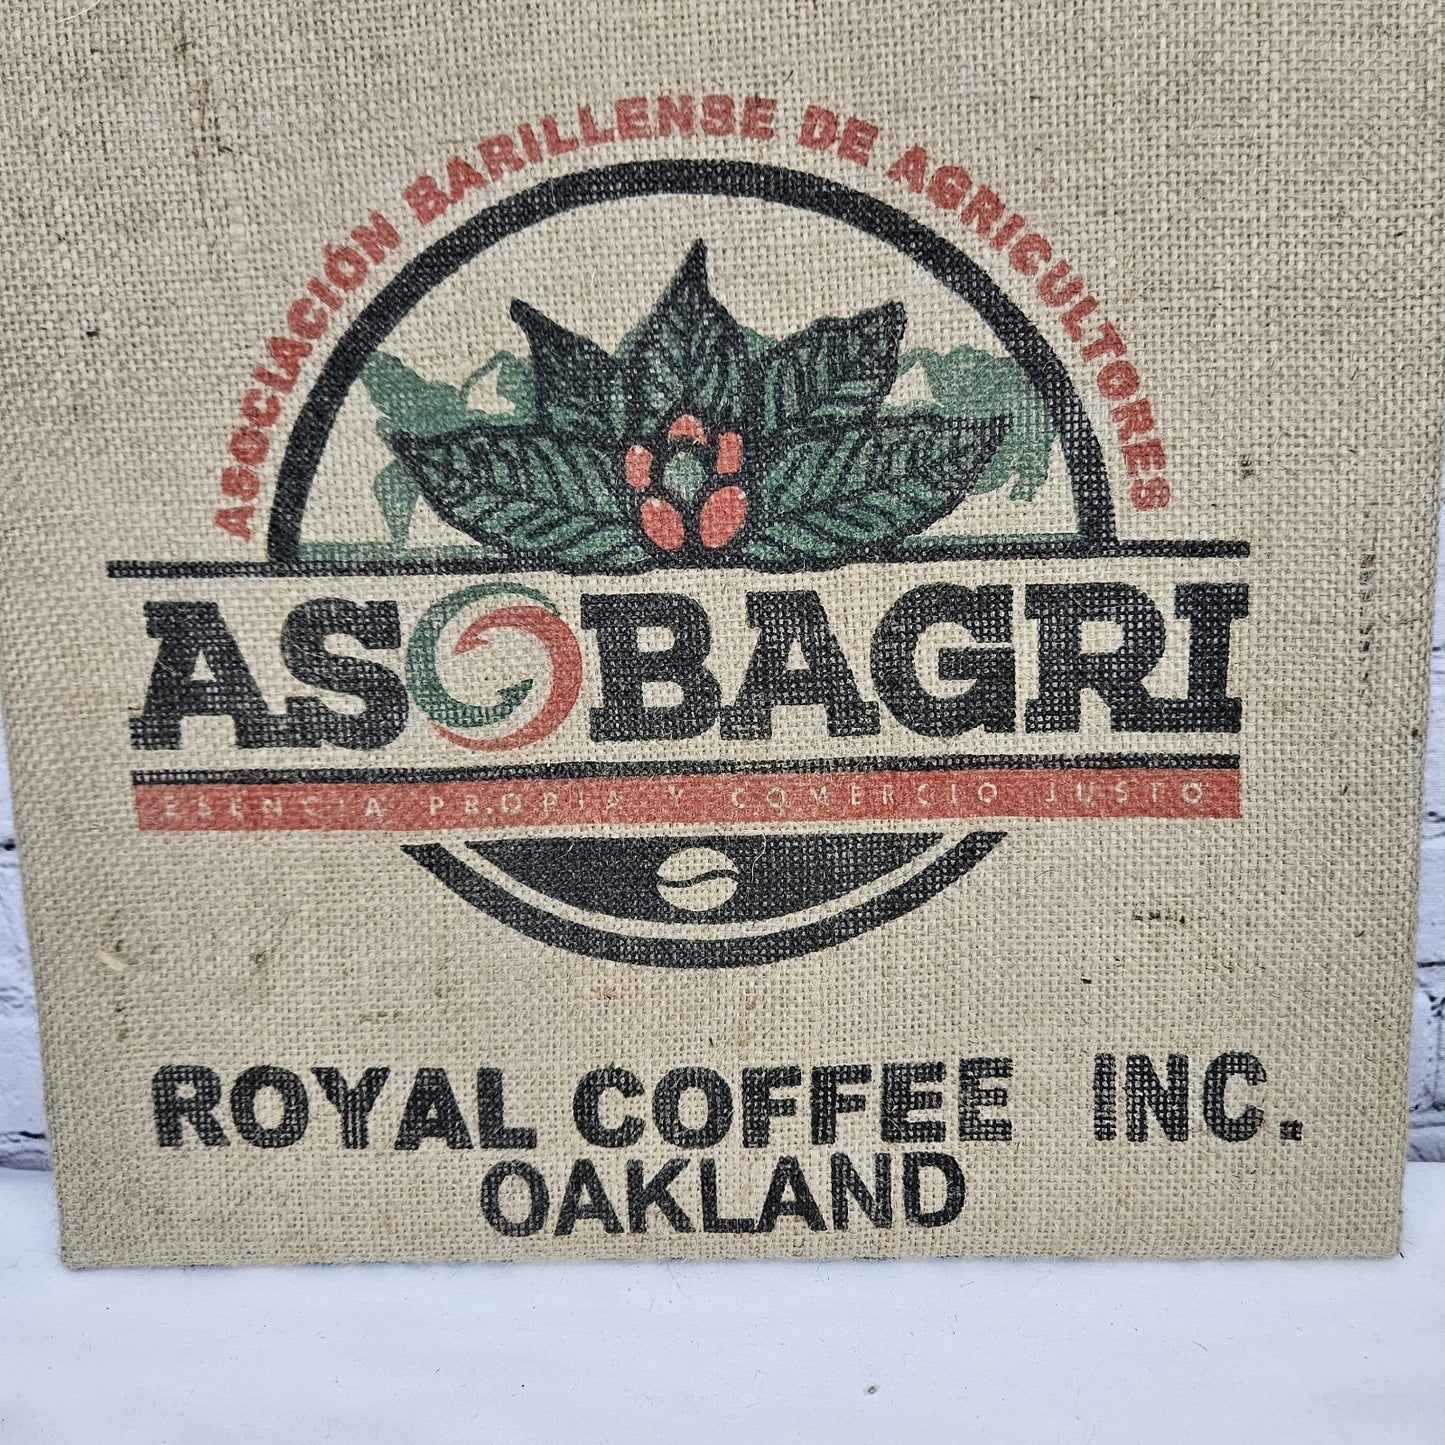 ASOCIACIÓN BARILLENSE DE AGRICULTORES
ASOBAGRI
ESENCIA PROPIA Y COMERCIO JUSTO
ROYAL COFFEE INC.
OAKLAND